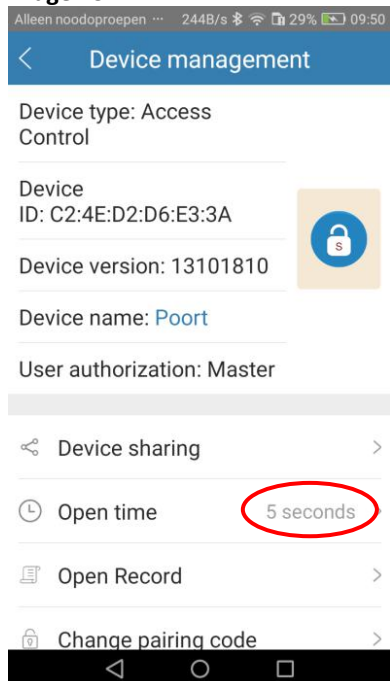 Alleen noodoproepen ··· 244B/s 29% 09:50
Device management
Device type: Access
Control
Device
ID: C2:4E:D2:D6:E3:3A
S
Device version: 13101810
Device name: Poort
User authorization: Master
Device sharing
Open time 5 seconds
Open Record
Change pairing code